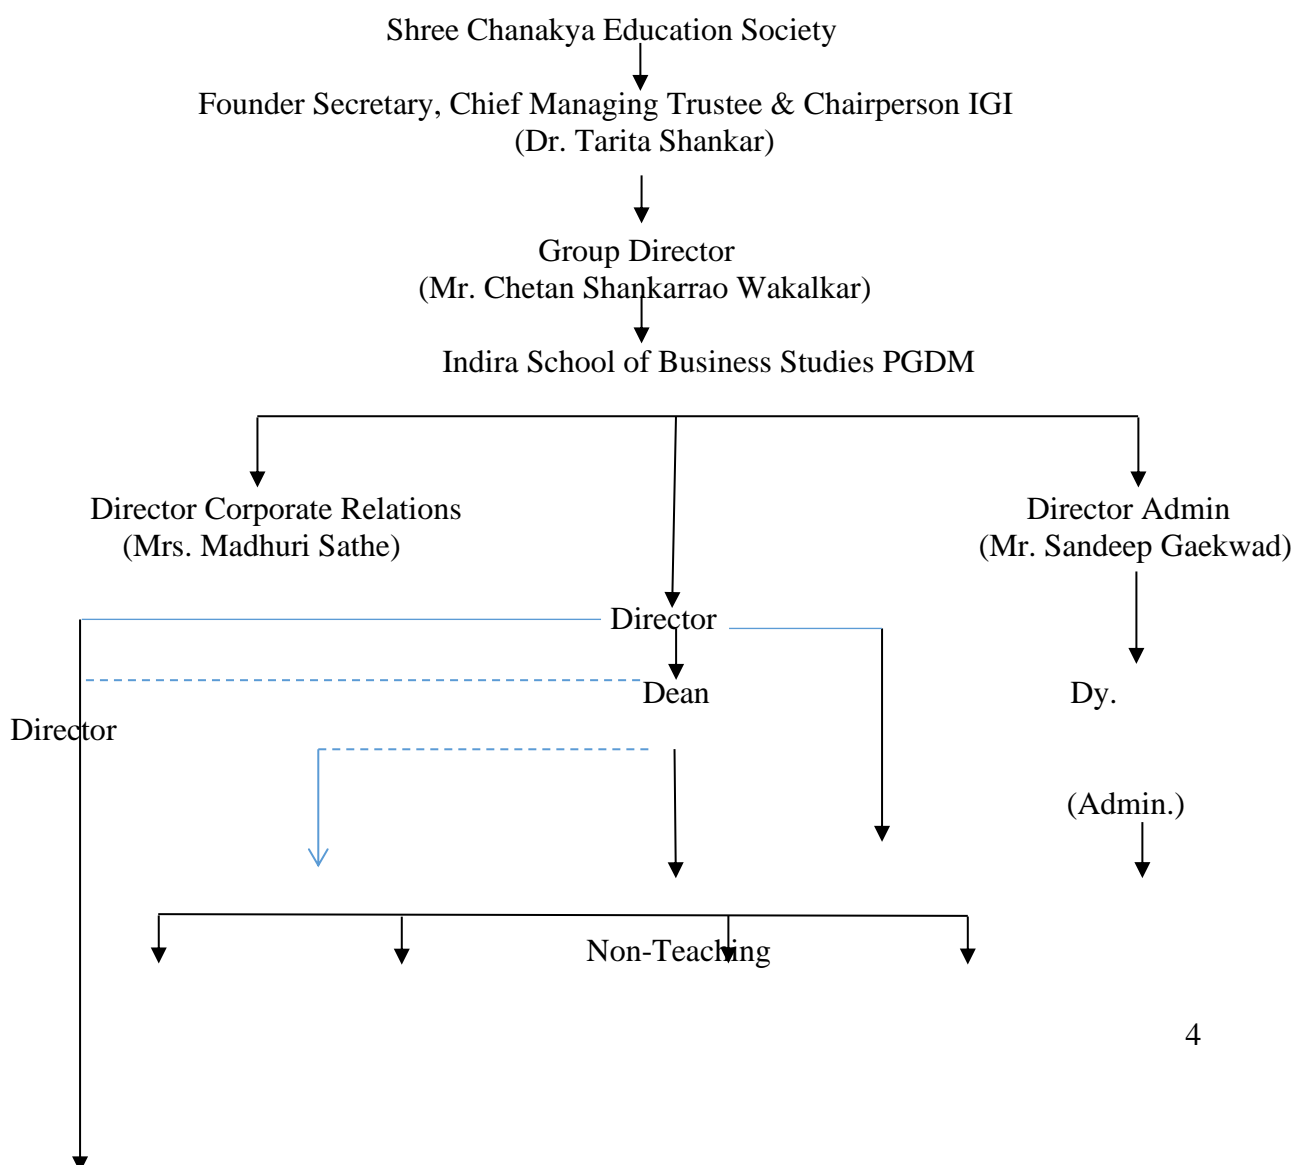 Shree Chanakya Education Society
Founder Secretary, Chief Managing Trustee & Chairperson IGI
(Dr. Tarita Shankar)
Group Director
(Mr. Chetan Shankarrao Wakalkar)
Indira School of Business Studies PGDM
Director Corporate Relations
(Mrs. Madhuri Sathe)
Director Admin
(Mr. Sandeep Gaekwad)
Director
Dean
Dy.
Director
(Admin.)
Non-Teaching
4